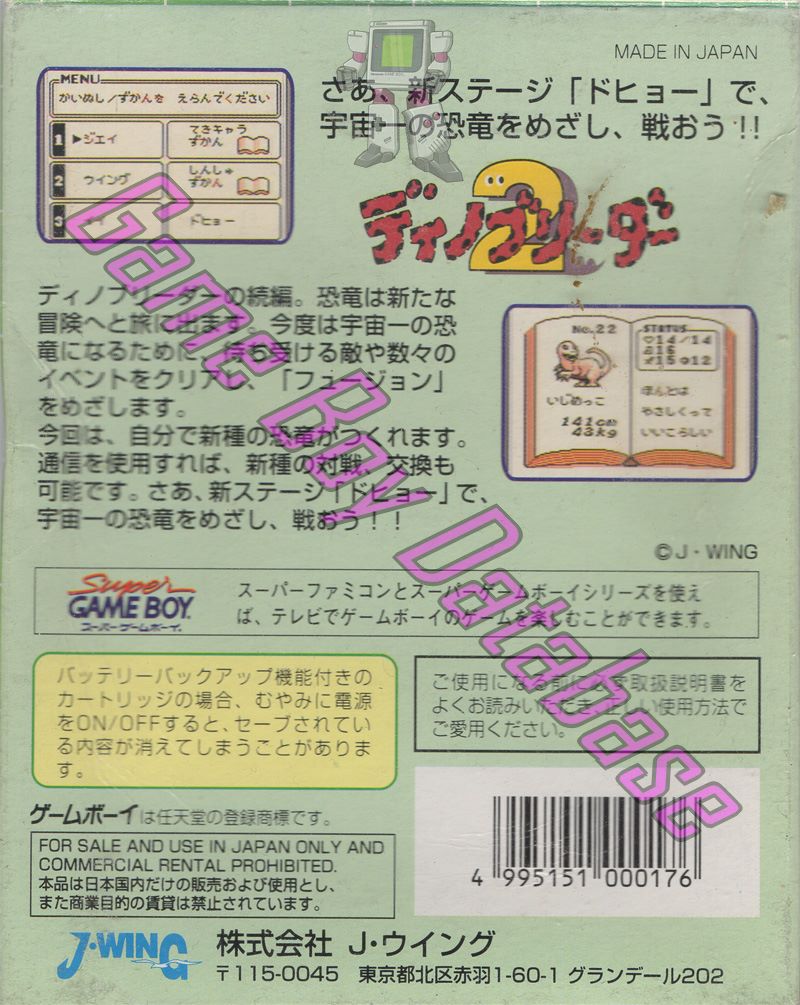 MADE IN JAPAN
さあ、新ステージ「ドヒョー」で、
宇宙一の恐竜をめざし、戦おう!!
MENU
かいぬし/ずかんを えらんでください
1 ▶ジェイ
てきキャラ
ずかん
2 ウイング
しんしゅ
ずかん
3
ドヒョー
ディノブリーダー2
ディノブリーダーの続編。恐竜は新たな
冒険へと旅に出ます。今度は宇宙一の恐
竜になるために、待ち受ける敵や数々の
イベントをクリアし、「フュージョン」
をめざします。
今回は、自分で新種の恐竜がつくれます。
通信を使用すれば、新種の対戦、交換も
可能です。さあ、新ステージ「ドヒョー」で、
宇宙一の恐竜をめざし、戦おう!!
No.22
いじめっこ
141cm
43kg
STATUS
♡14/14
16
15 12
ほんとは
やさしくって
いいこらしい
©J・WING
Super
GAME BOY
スーパーゲームボーイ
スーパーファミコンとスーパーゲームボーイシリーズを使え
ば、テレビでゲームボーイのゲームを楽しむことができます。
バッテリーバックアップ機能付きの
カートリッジの場合、むやみに電源
をON/OFFすると、セーブされてい
る内容が消えてしまうことがありま
す。
ご使用になる前に必ず取扱説明書を
よくお読みいただき、正しい使用方法で
ご愛用ください。
ゲームボーイは任天堂の登録商標です。
FOR SALE AND USE IN JAPAN ONLY AND
COMMERCIAL RENTAL PROHIBITED.
本品は日本国内だけの販売および使用とし、
また商業目的の賃貸は禁止されています。
4 995151 000176
J・WING
株式会社 J・ウイング
〒115-0045 東京都北区赤羽1-60-1 グランデール202
Game Boy Database